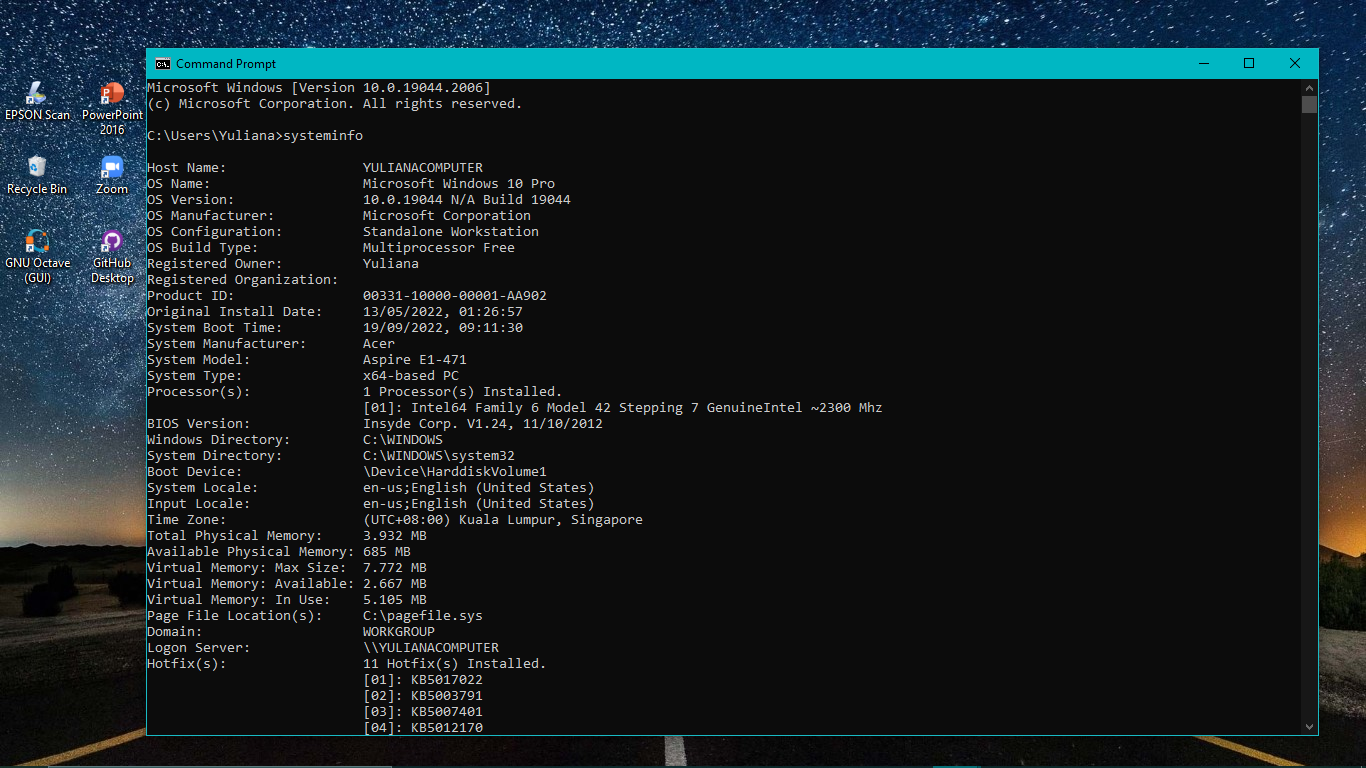 Command Prompt
Microsoft Windows [Version 10.0.19044.2006]
(c) Microsoft Corporation. All rights reserved.
C:\Users\Yuliana>systeminfo
Host Name: YULIANACOMPUTER
OS Name: Microsoft Windows 10 Pro
OS Version: 10.0.19044 N/A Build 19044
OS Manufacturer: Microsoft Corporation
OS Configuration: Standalone Workstation
OS Build Type: Multiprocessor Free
Registered Owner: Yuliana
Registered Organization:
Product ID: 00331-10000-00001-AA902
Original Install Date: 13/05/2022, 01:26:57
System Boot Time: 19/09/2022, 09:11:30
System Manufacturer: Acer
System Model: Aspire E1-471
System Type: x64-based PC
Processor(s): 1 Processor(s) Installed.
[01]: Intel64 Family 6 Model 42 Stepping 7 GenuineIntel ~2300 Mhz
BIOS Version: Insyde Corp. V1.24, 11/10/2012
Windows Directory: C:\WINDOWS
System Directory: C:\WINDOWS\system32
Boot Device: \Device\HarddiskVolume1
System Locale: en-us;English (United States)
Input Locale: en-us;English (United States)
Time Zone: (UTC+08:00) Kuala Lumpur, Singapore
Total Physical Memory: 3.932 MB
Available Physical Memory: 685 MB
Virtual Memory: Max Size: 7.772 MB
Virtual Memory: Available: 2.667 MB
Virtual Memory: In Use: 5.105 MB
Page File Location(s): C:\pagefile.sys
Domain: WORKGROUP
Logon Server: \\YULIANACOMPUTER
Hotfix(s): 11 Hotfix(s) Installed.
[01]: KB5017022
[02]: KB5003791
[03]: KB5007401
[04]: KB5012170
EPSON Scan
PowerPoint
2016
Recycle Bin
Zoom
GNU Octave
(GUI)
GitHub
Desktop